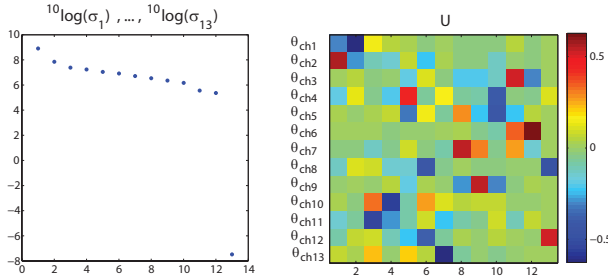 ¹⁰log(σ₁) , ... , ¹⁰log(σ₁₃)
10
8
6
4
2
0
−2
−4
−6
−8
0 2 4 6 8 10 12 14
U
θch1
θch2
θch3
θch4
θch5
θch6
θch7
θch8
θch9
θch10
θch11
θch12
θch13
2 4 6 8 10 12
0.5
0
−0.5